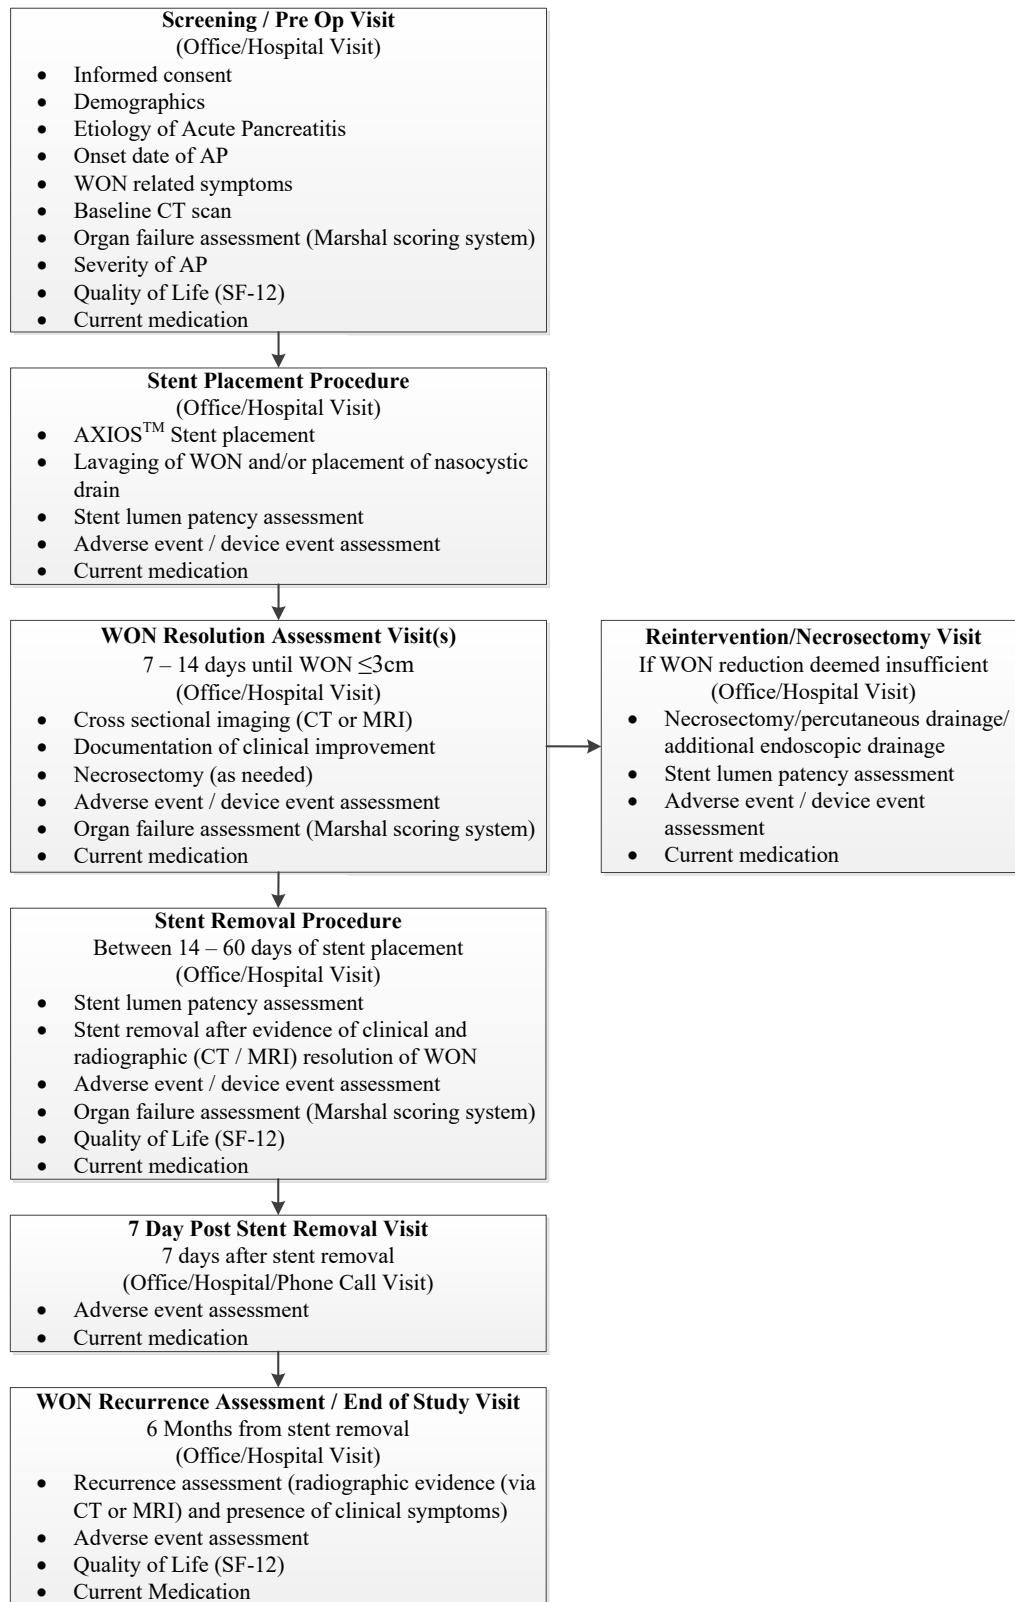 Screening / Pre Op Visit
(Office/Hospital Visit)
• Informed consent
• Demographics
• Etiology of Acute Pancreatitis
• Onset date of AP
• WON related symptoms
• Baseline CT scan
• Organ failure assessment (Marshal scoring system)
• Severity of AP
• Quality of Life (SF-12)
• Current medication
Stent Placement Procedure
(Office/Hospital Visit)
• AXIOS™ Stent placement
• Lavaging of WON and/or placement of nasocystic
drain
• Stent lumen patency assessment
• Adverse event / device event assessment
• Current medication
WON Resolution Assessment Visit(s)
7 – 14 days until WON ≤3cm
(Office/Hospital Visit)
• Cross sectional imaging (CT or MRI)
• Documentation of clinical improvement
• Necrosectomy (as needed)
• Adverse event / device event assessment
• Organ failure assessment (Marshal scoring system)
• Current medication
Reintervention/Necrosectomy Visit
If WON reduction deemed insufficient
(Office/Hospital Visit)
• Necrosectomy/percutaneous drainage/
additional endoscopic drainage
• Stent lumen patency assessment
• Adverse event / device event
assessment
• Current medication
Stent Removal Procedure
Between 14 – 60 days of stent placement
(Office/Hospital Visit)
• Stent lumen patency assessment
• Stent removal after evidence of clinical and
radiographic (CT / MRI) resolution of WON
• Adverse event / device event assessment
• Organ failure assessment (Marshal scoring system)
• Quality of Life (SF-12)
• Current medication
7 Day Post Stent Removal Visit
7 days after stent removal
(Office/Hospital/Phone Call Visit)
• Adverse event assessment
• Current medication
WON Recurrence Assessment / End of Study Visit
6 Months from stent removal
(Office/Hospital Visit)
• Recurrence assessment (radiographic evidence (via
CT or MRI) and presence of clinical symptoms)
• Adverse event assessment
• Quality of Life (SF-12)
• Current Medication